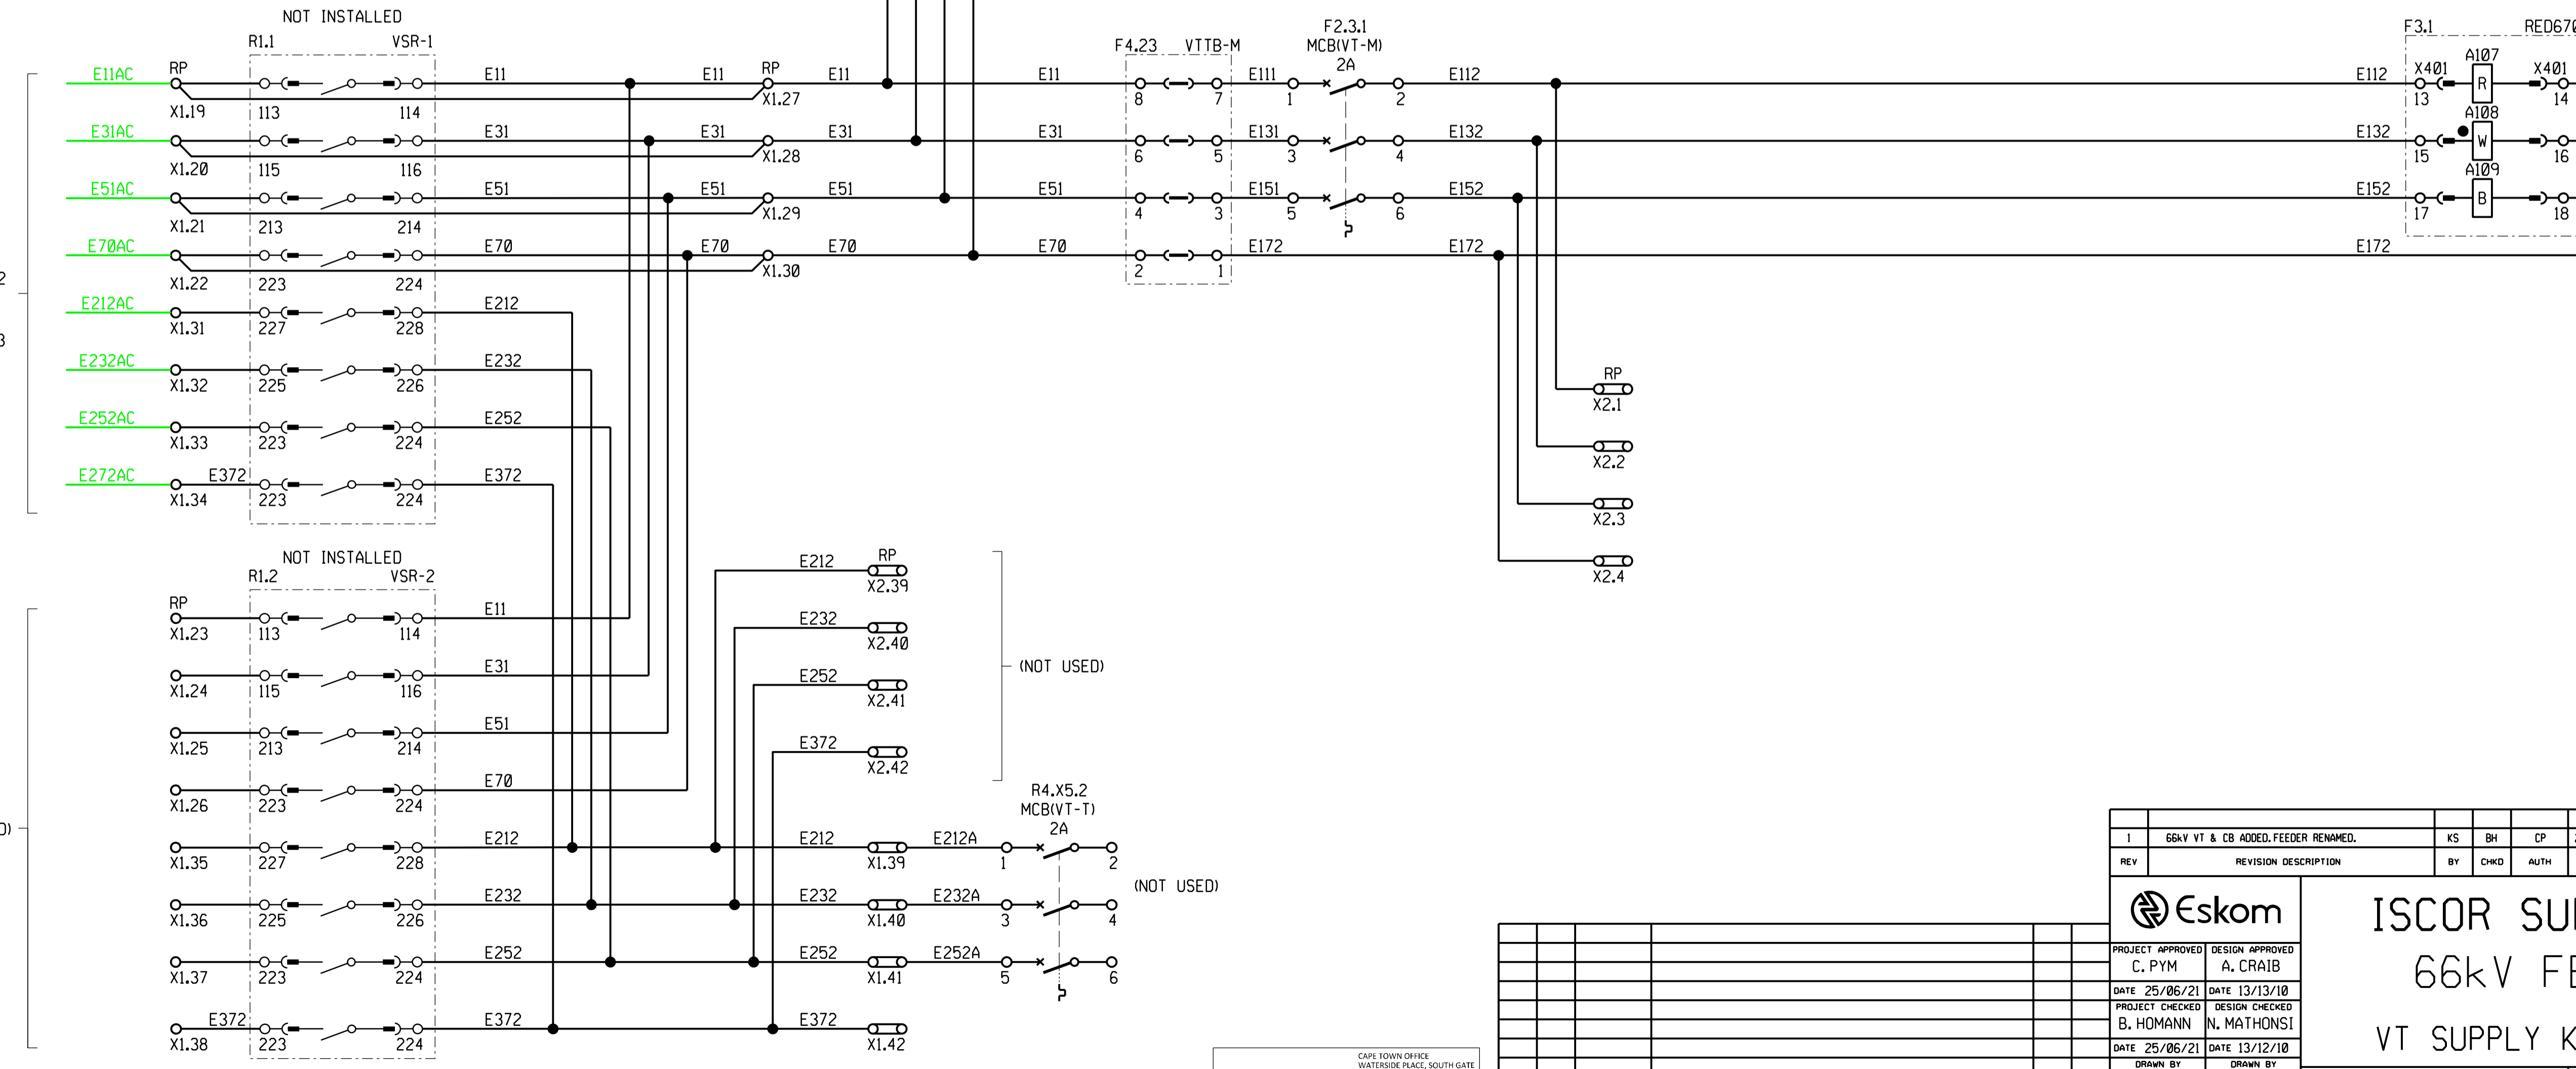 NOT INSTALLED
R1.1 VSR-1
F4.23 VTTB-M
F2.3.1
MCB(VT-M)
2A
F3.1
A107
E11AC RP E11 E11 RP E11 E11 E111 E112 E112 X401 R X401
X1.19 113 114 X1.27 8 7 1 2 13 14
A108
E31AC E31 E31 E31 E31 E131 E132 E132 W
X1.20 115 116 X1.28 6 5 3 4 15 16
A109
E51AC E51 E51 E51 E51 E151 E152 E152 B
X1.21 213 214 X1.29 4 3 5 6 17 18
E70AC E70 E70 E70 E70 E172 E172 E172
X1.22 223 224 X1.30 2 1
E212AC E212
X1.31 227 228
E232AC E232
X1.32 225 226
E252AC E252
X1.33 223 224
E272AC E372 E372
X1.34 223 224
RP
X2.1
X2.2
X2.3
X2.4
NOT INSTALLED
R1.2 VSR-2
RP E11
X1.23 113 114
E31
X1.24 115 116
E51
X1.25 213 214
E70
X1.26 223 224
E212 E212 E212A
X1.35 227 228 X1.39
E232 E232 E232A
X1.36 225 226 X1.40
E252 E252 E252A
X1.37 223 224 X1.41
E372 E372 E372
X1.38 223 224 X1.42
E212 RP
X2.39
E232
X2.40
E252
X2.41
E372
X2.42
(NOT USED)
R4.X5.2
MCB(VT-T)
2A
1 2
3 4
5 6
(NOT USED)
CAPE TOWN OFFICE
WATERSIDE PLACE, SOUTH GATE
1 66kV VT & CB ADDED. FEEDER RENAMED. KS BH CP
REV REVISION DESCRIPTION BY CHKD AUTH
Eskom
PROJECT APPROVED DESIGN APPROVED
C. PYM A. CRAIB
DATE 25/06/21 DATE 13/13/10
PROJECT CHECKED DESIGN CHECKED
B. HOMANN N. MATHONSI
DATE 25/06/21 DATE 13/12/10
DRAWN BY DRAWN BY
ISCOR
66kV
VT SUPPLY